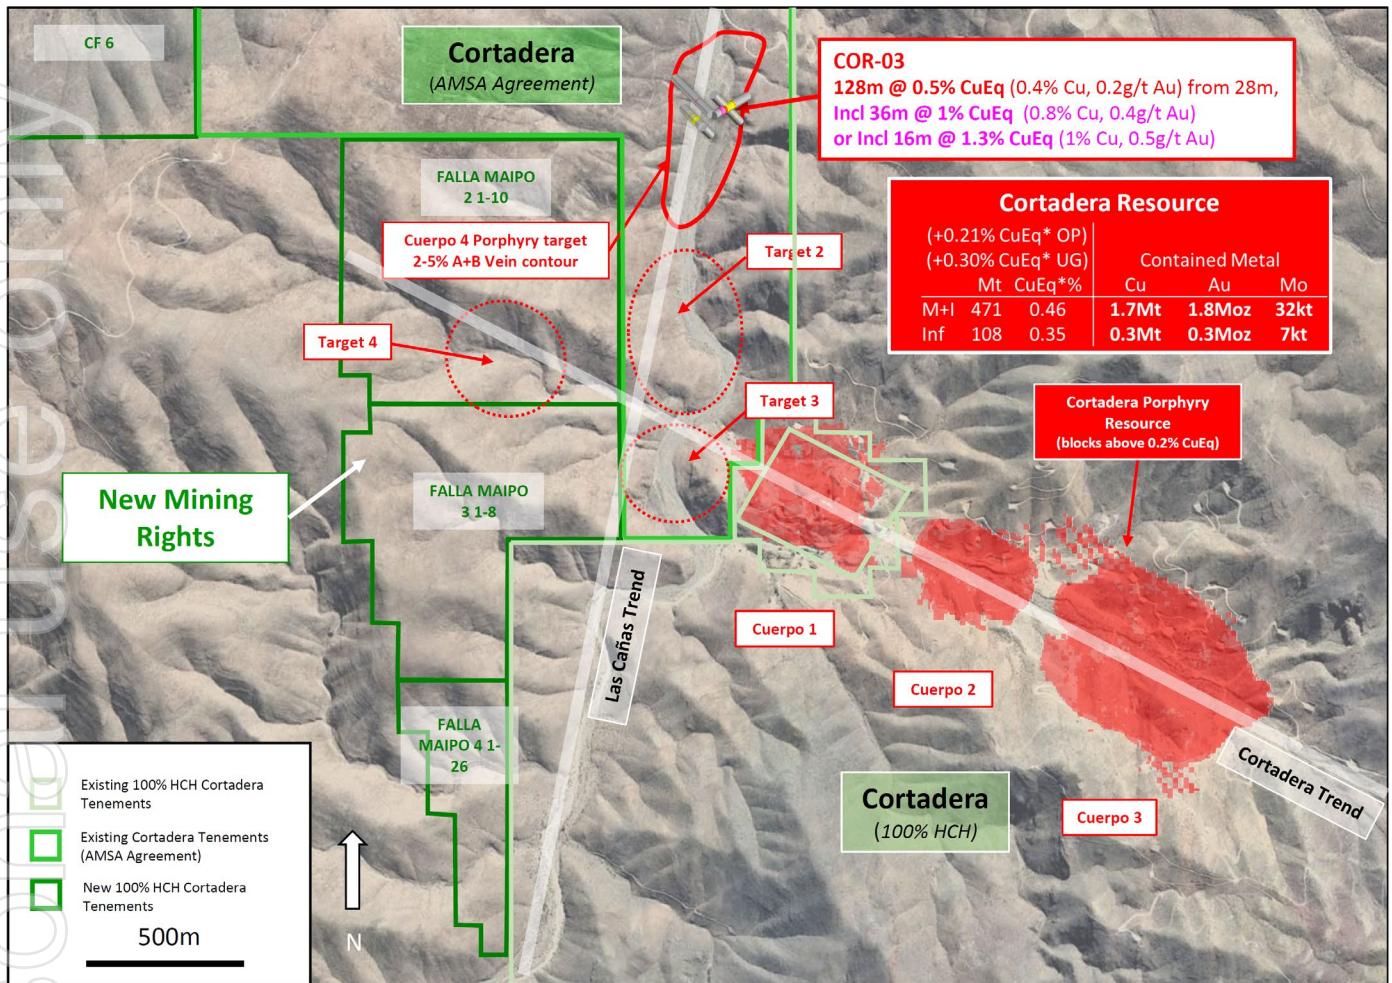 CF 6
Cortadera
(AMSA Agreement)
COR-03
128m @ 0.5% CuEq (0.4% Cu, 0.2g/t Au) from 28m,
Incl 36m @ 1% CuEq (0.8% Cu, 0.4g/t Au)
or Incl 16m @ 1.3% CuEq (1% Cu, 0.5g/t Au)
FALLA MAIPO
2 1-10
Cuerpo 4 Porphyry target
2-5% A+B Vein contour
Target 2
Cortadera Resource
(+0.21% CuEq* OP)
(+0.30% CuEq* UG) Contained Metal
Mt CuEq*% Cu Au Mo
M+I 471 0.46 1.7Mt 1.8Moz 32kt
Inf 108 0.35 0.3Mt 0.3Moz 7kt
Target 4
Target 3
Cortadera Porphyry
Resource
(blocks above 0.2% CuEq)
New Mining
Rights
FALLA MAIPO
3 1-8
Las Cañas Trend
Cuerpo 1
Cuerpo 2
FALLA
MAIPO 4 1-
26
Cortadera Trend
Cortadera
(100% HCH)
Cuerpo 3
Existing 100% HCH Cortadera
Tenements
Existing Cortadera Tenements
(AMSA Agreement)
New 100% HCH Cortadera
Tenements
500m
N
use only